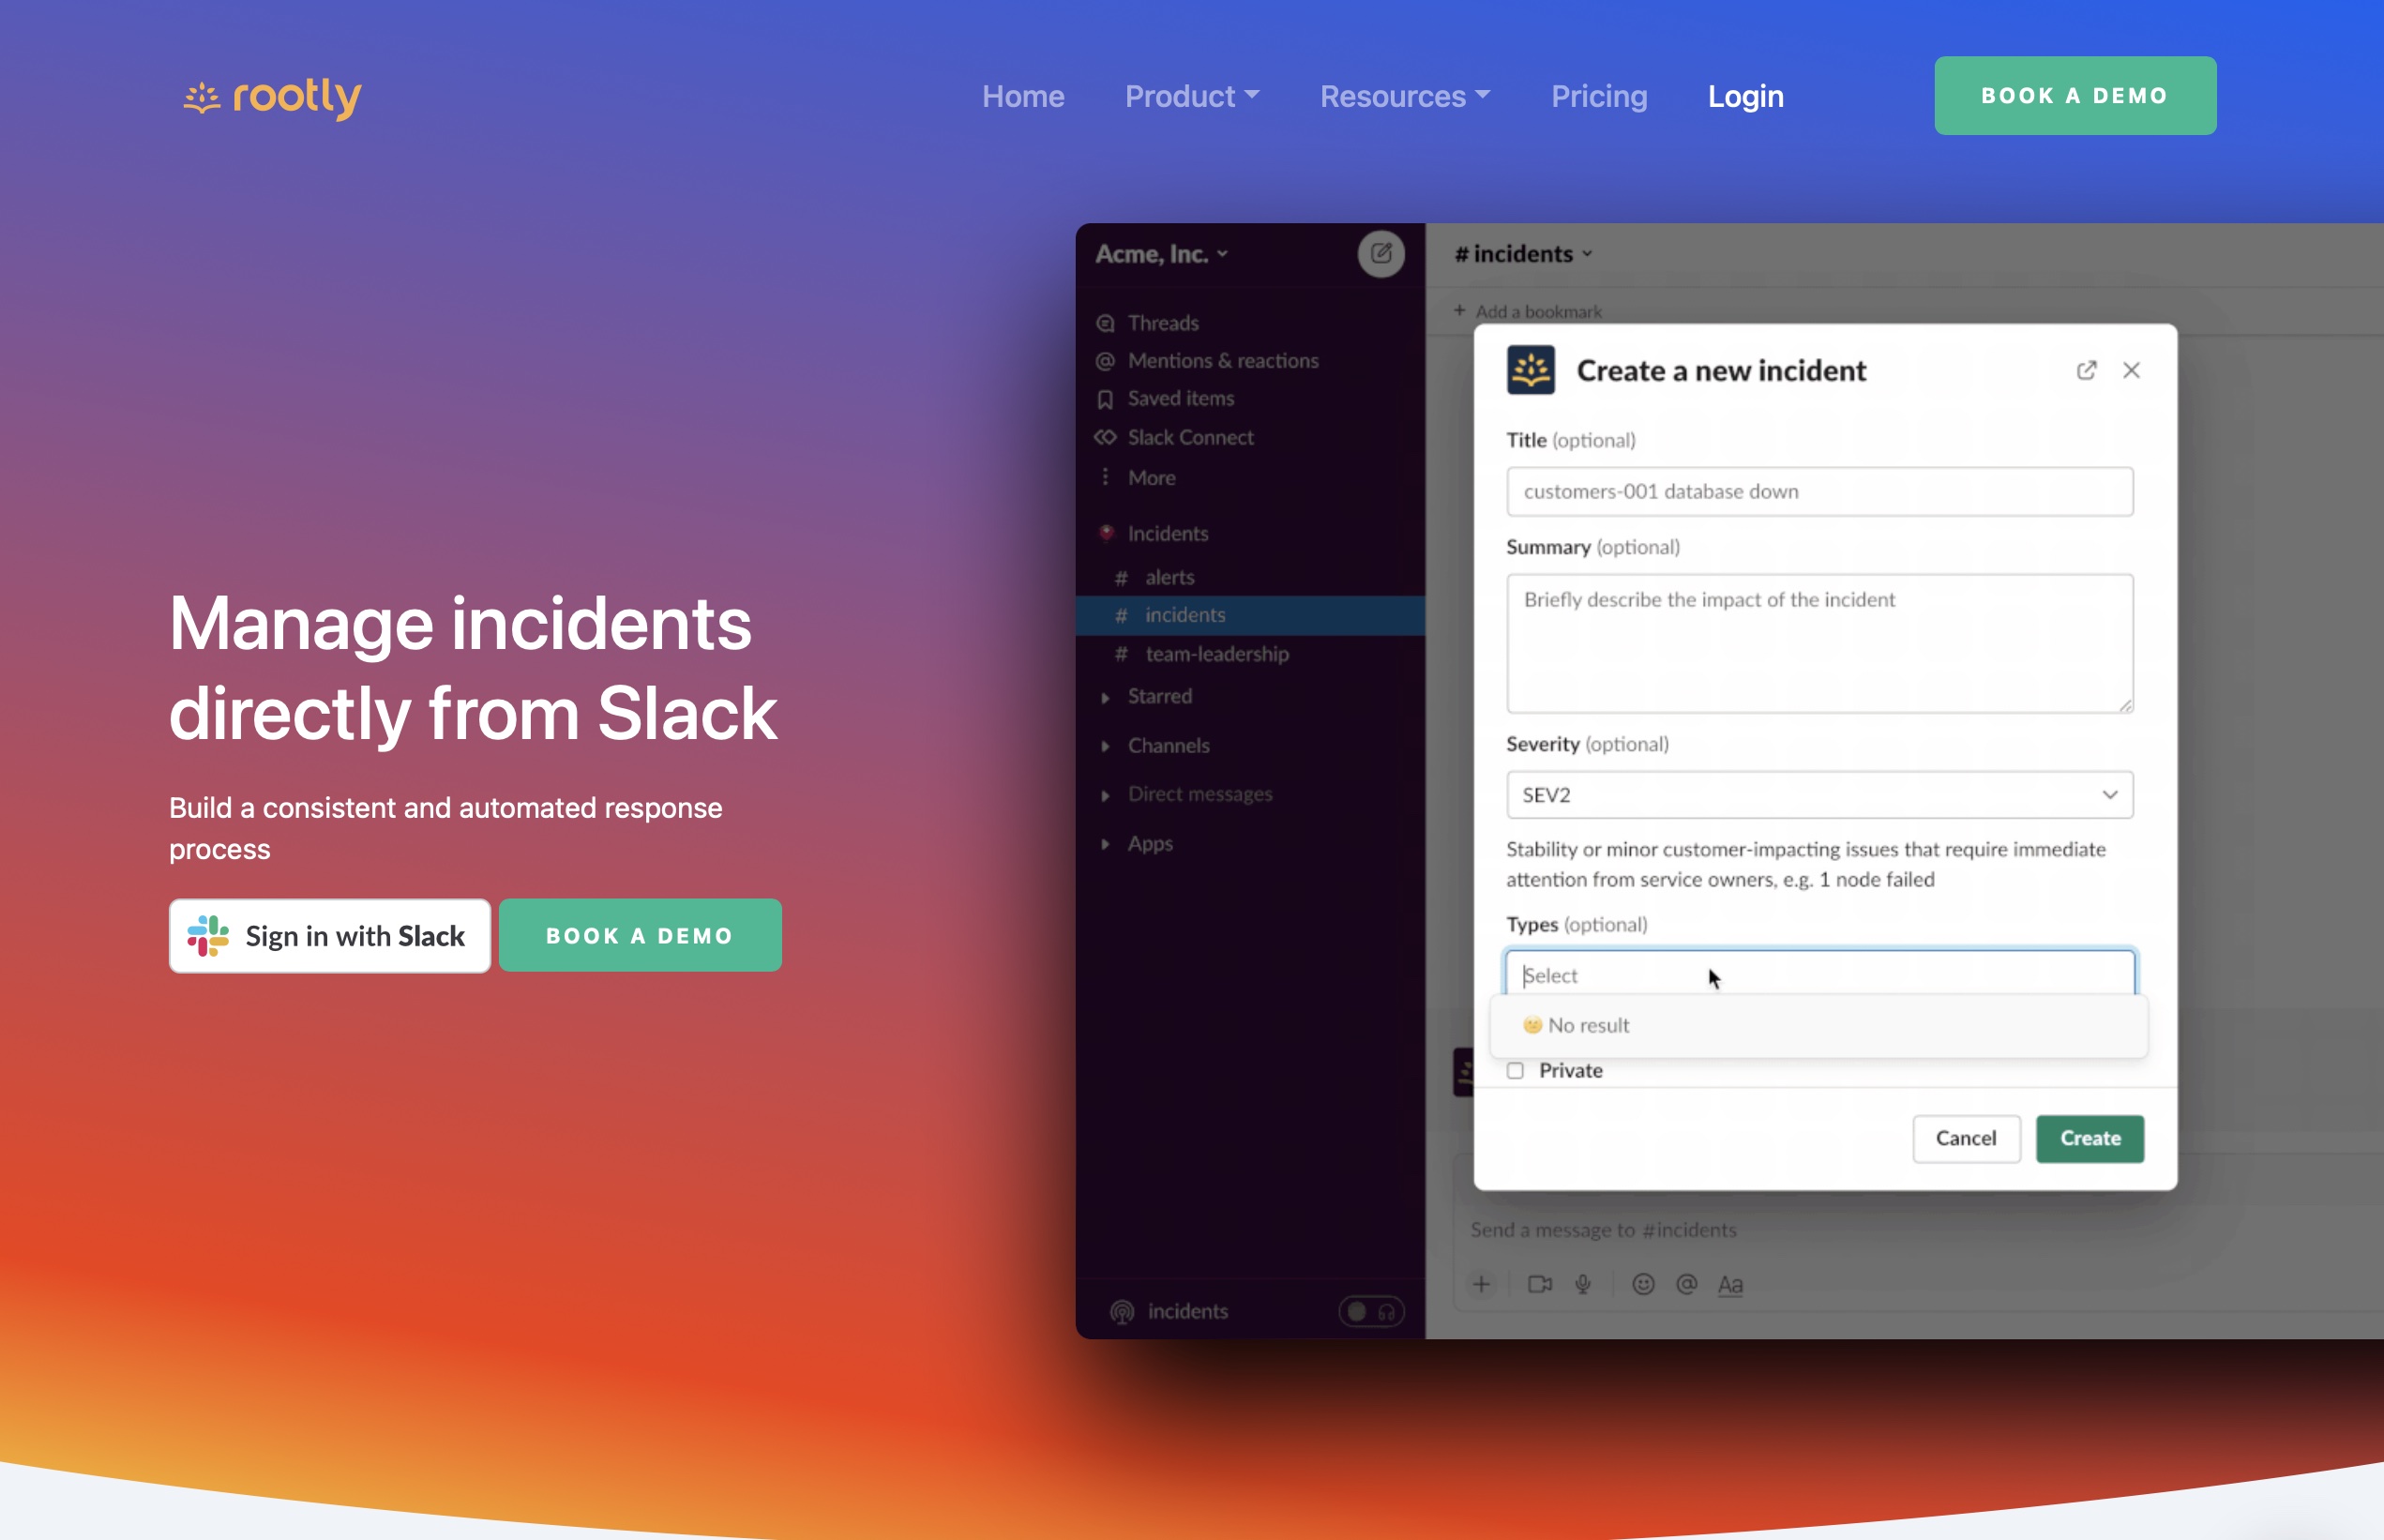 rootly
Home Product Resources Pricing Login
BOOK A DEMO
Manage incidents
directly from Slack
Build a consistent and automated response
process
Sign in with Slack
BOOK A DEMO
Acme, Inc.
Threads
@ Mentions & reactions
Saved items
Slack Connect
More
Incidents
# alerts
# incidents
# team-leadership
Starred
Channels
Direct messages
Apps
incidents
# incidents
+ Add a bookmark
Create a new incident
Title (optional)
customers-001 database down
Summary (optional)
Briefly describe the impact of the incident
Severity (optional)
SEV2
Stability or minor customer-impacting issues that require immediate
attention from service owners, e.g. 1 node failed
Types (optional)
Select
No result
Private
Cancel
Create
Send a message to #incidents
+ @ Aa